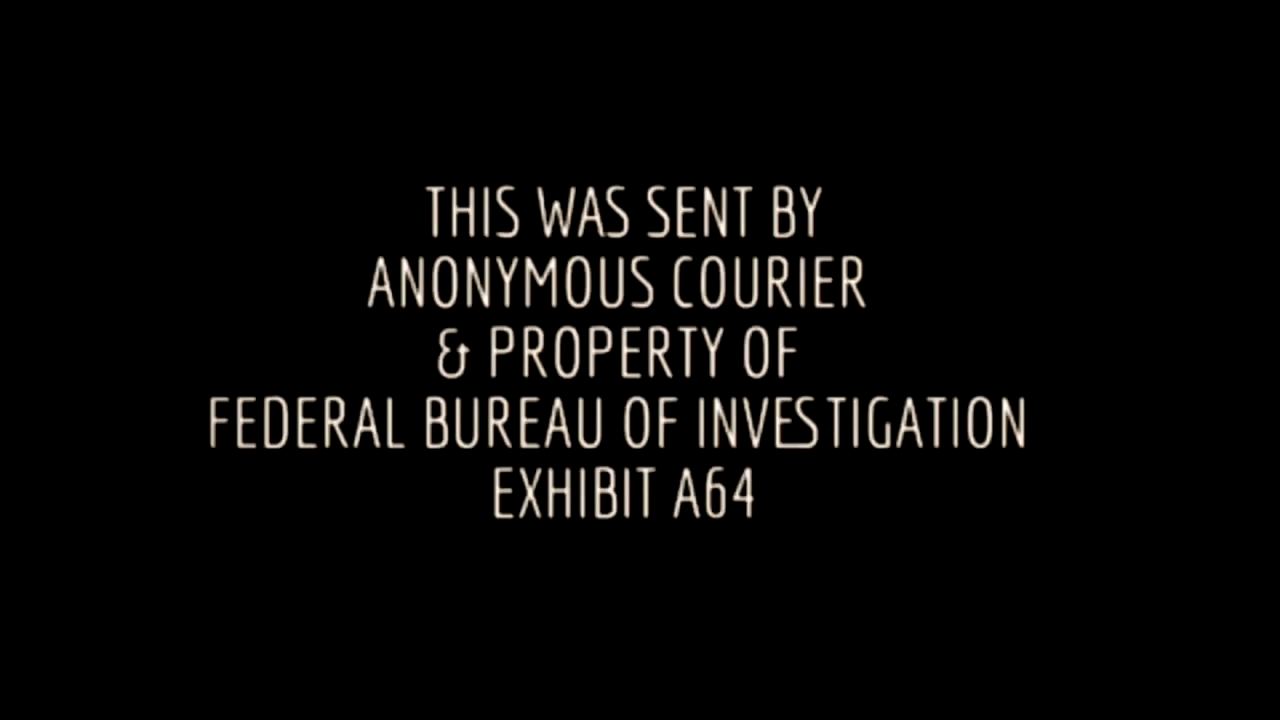 THIS WAS SENT BY
ANONYMOUS COURIER
& PROPERTY OF
FEDERAL BUREAU OF INVESTIGATION
EXHIBIT A64